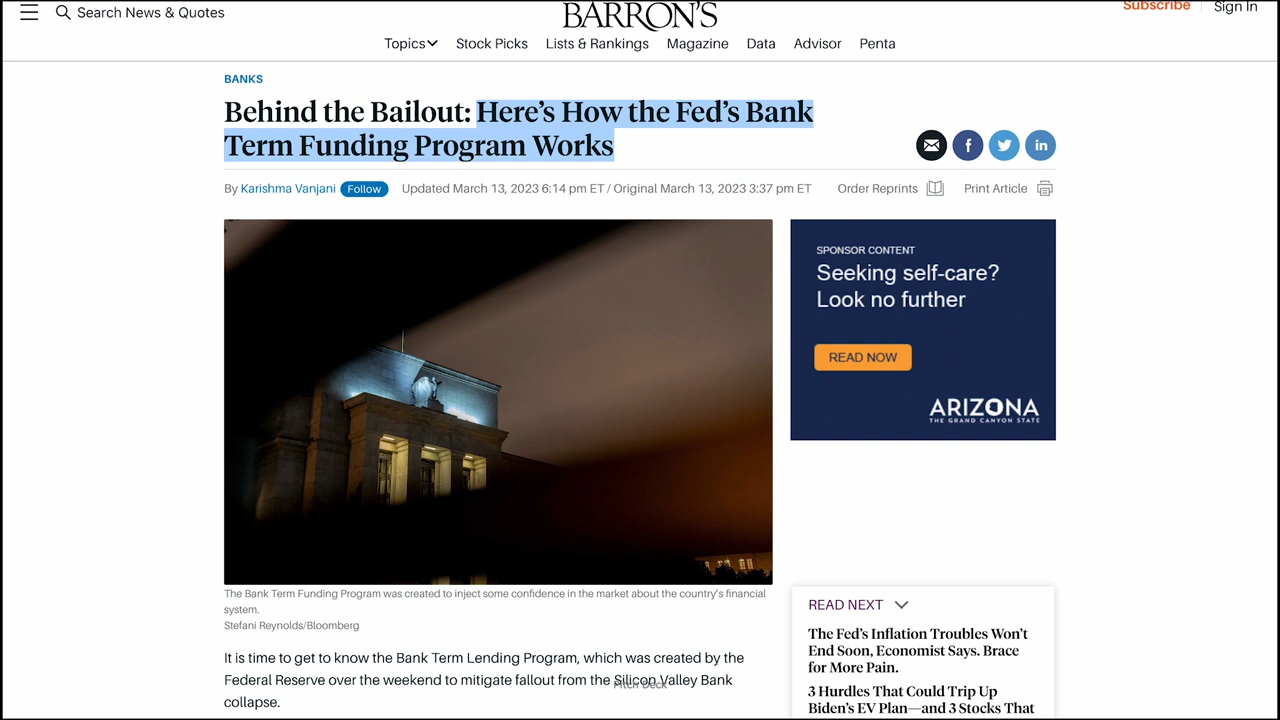 Search News & Quotes
BARRON'S
Subscribe
Sign In
Topics
Stock Picks
Lists & Rankings
Magazine
Data
Advisor
Penta
BANKS
Behind the Bailout: Here's How the Fed's Bank
Term Funding Program Works
By Karishma Vanjani Follow Updated March 13, 2023 6:14 pm ET / Original March 13, 2023 3:37 pm ET
Order Reprints
Print Article
SPONSOR CONTENT
Seeking self-care?
Look no further
READ NOW
ARIZONA
THE GRAND CANYON STATE
The Bank Term Funding Program was created to inject some confidence in the market about the country's financial
system.
Stefani Reynolds/Bloomberg
It is time to get to know the Bank Term Lending Program, which was created by the
Federal Reserve over the weekend to mitigate fallout from the Silicon Valley Bank
collapse.
Pitch Deck
READ NEXT
The Fed's Inflation Troubles Won't
End Soon, Economist Says. Brace
for More Pain.
3 Hurdles That Could Trip Up
Biden's EV Plan—and 3 Stocks That